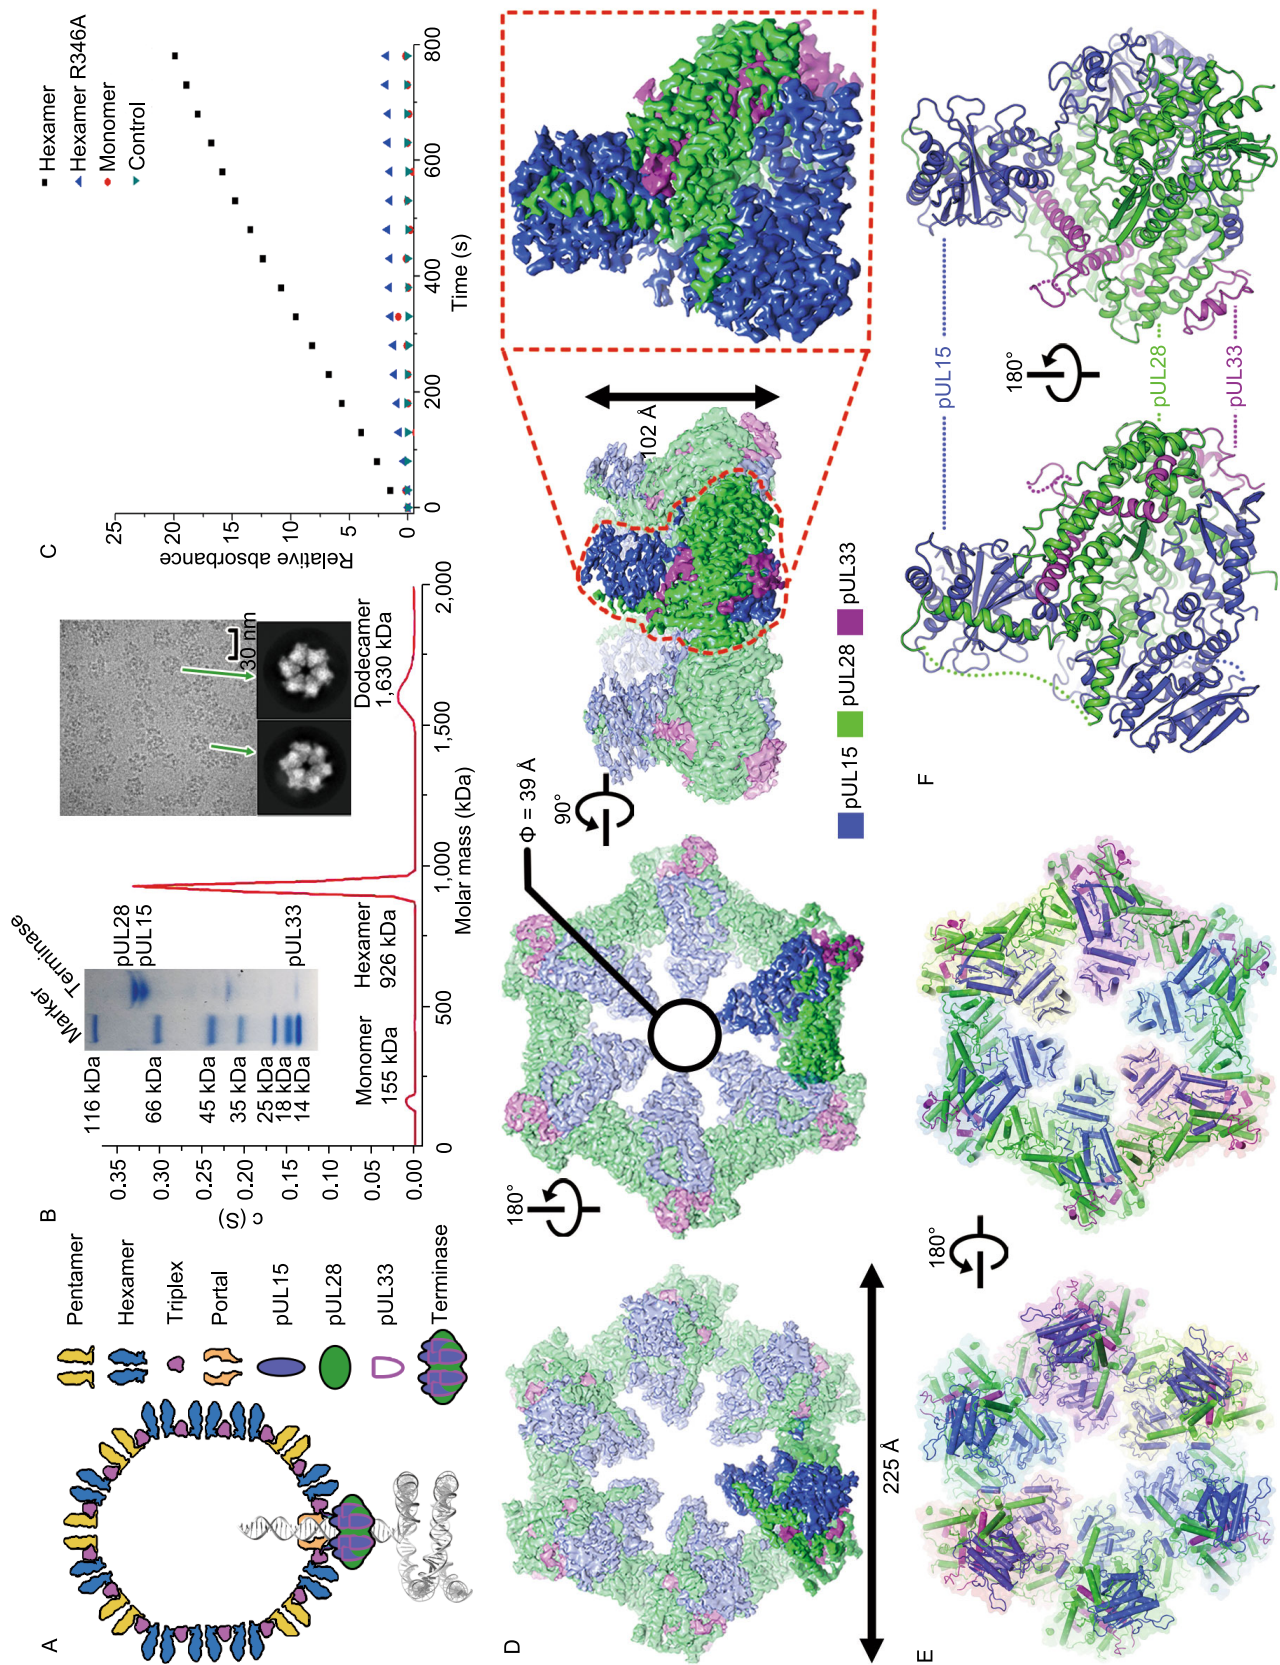 A
Pentamer
Hexamer
Triplex
Portal
pUL15
pUL28
pUL33
Terminase
B
c (S)
0.35
0.30
0.25
0.20
0.15
0.10
0.05
0.00
0
500
1,000
1,500
2,000
Molar mass (kDa)
Marker
Terminase
116 kDa
66 kDa
45 kDa
35 kDa
25 kDa
18 kDa
14 kDa
pUL28
pUL15
pUL33
Monomer
155 kDa
Hexamer
926 kDa
Dodecamer
1,630 kDa
30 nm
C
Relative absorbance
25
20
15
10
5
0
0
200
400
600
800
Time (s)
Hexamer
Hexamer R346A
Monomer
Control
D
225 Å
180°
Φ = 39 Å
90°
102 Å
pUL15
pUL28
pUL33
E
180°
F
pUL15
180°
pUL28
pUL33